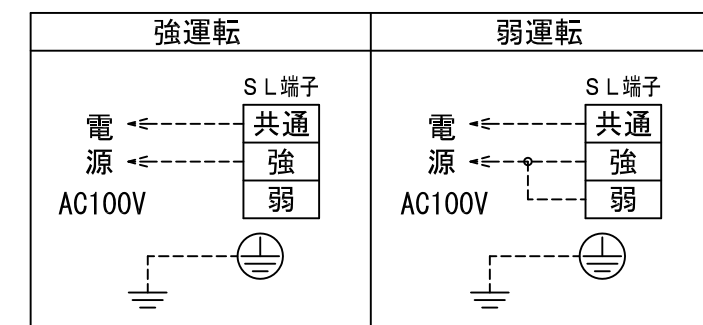 強運転
ＳＬ端子
電 共通
源 強
AC100V 弱
弱運転
ＳＬ端子
電 共通
源 強
AC100V 弱